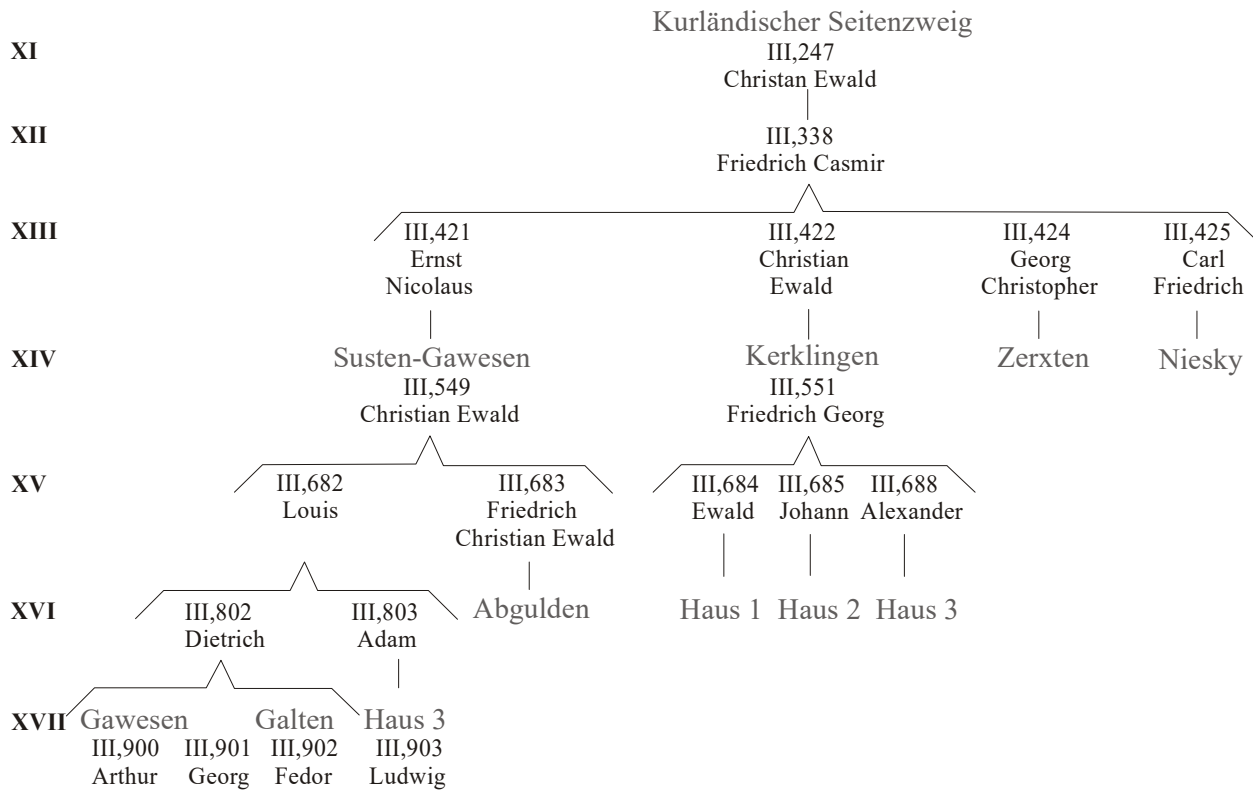 Kurländischer Seitenzweig
XI
III,247
Christan Ewald
XII
III,338
Friedrich Casmir
XIII
III,421 III,422 III,424 III,425
Ernst Christian Georg Carl
Nicolaus Ewald Christopher Friedrich
XIV
Susten-Gawesen Kerklingen Zerxten Niesky
III,549 III,551
Christian Ewald Friedrich Georg
XV
III,682 III,683 III,684 III,685 III,688
Louis Friedrich Ewald Johann Alexander
Christian Ewald
XVI
III,802 III,803 Abgulden Haus 1 Haus 2 Haus 3
Dietrich Adam
XVII Gawesen Galten Haus 3
III,900 III,901 III,902 III,903
Arthur Georg Fedor Ludwig